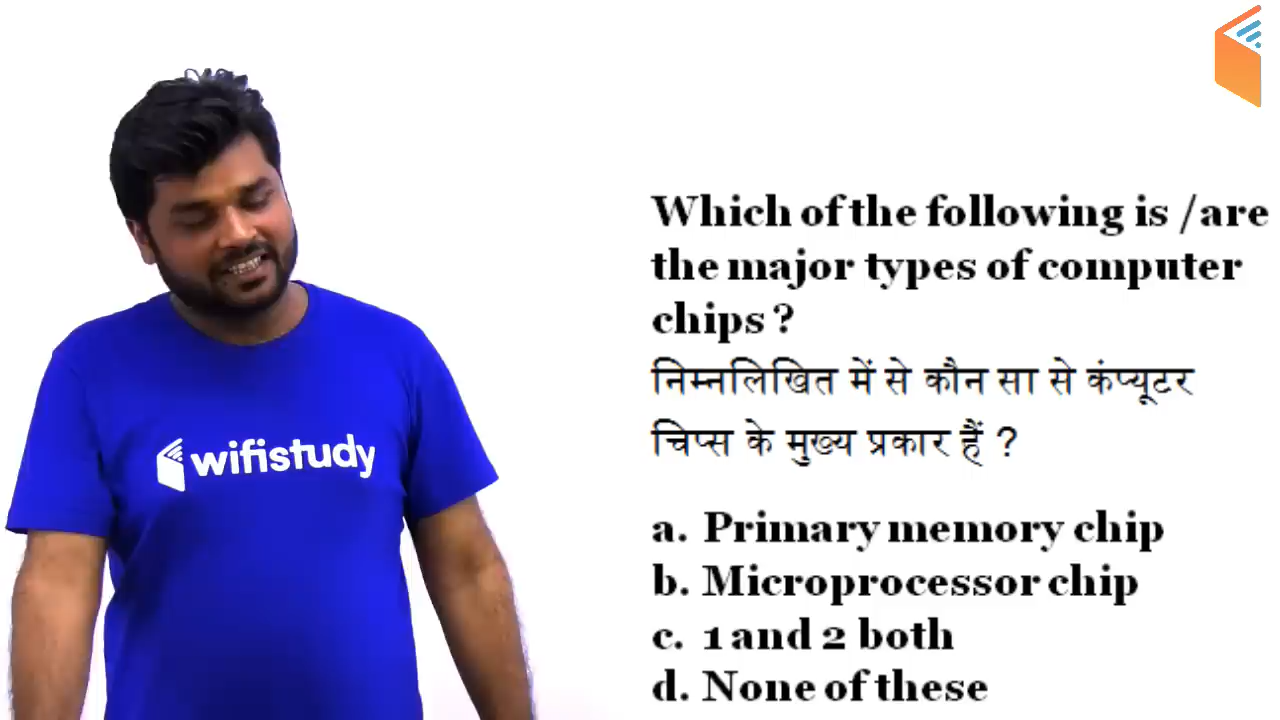 wifistudy
Which of the following is /are
the major types of computer
chips ?
निम्नलिखित में से कौन सा से कंप्यूटर
चिप्स के मुख्य प्रकार हैं ?
a. Primary memory chip
b. Microprocessor chip
c. 1 and 2 both
d. None of these